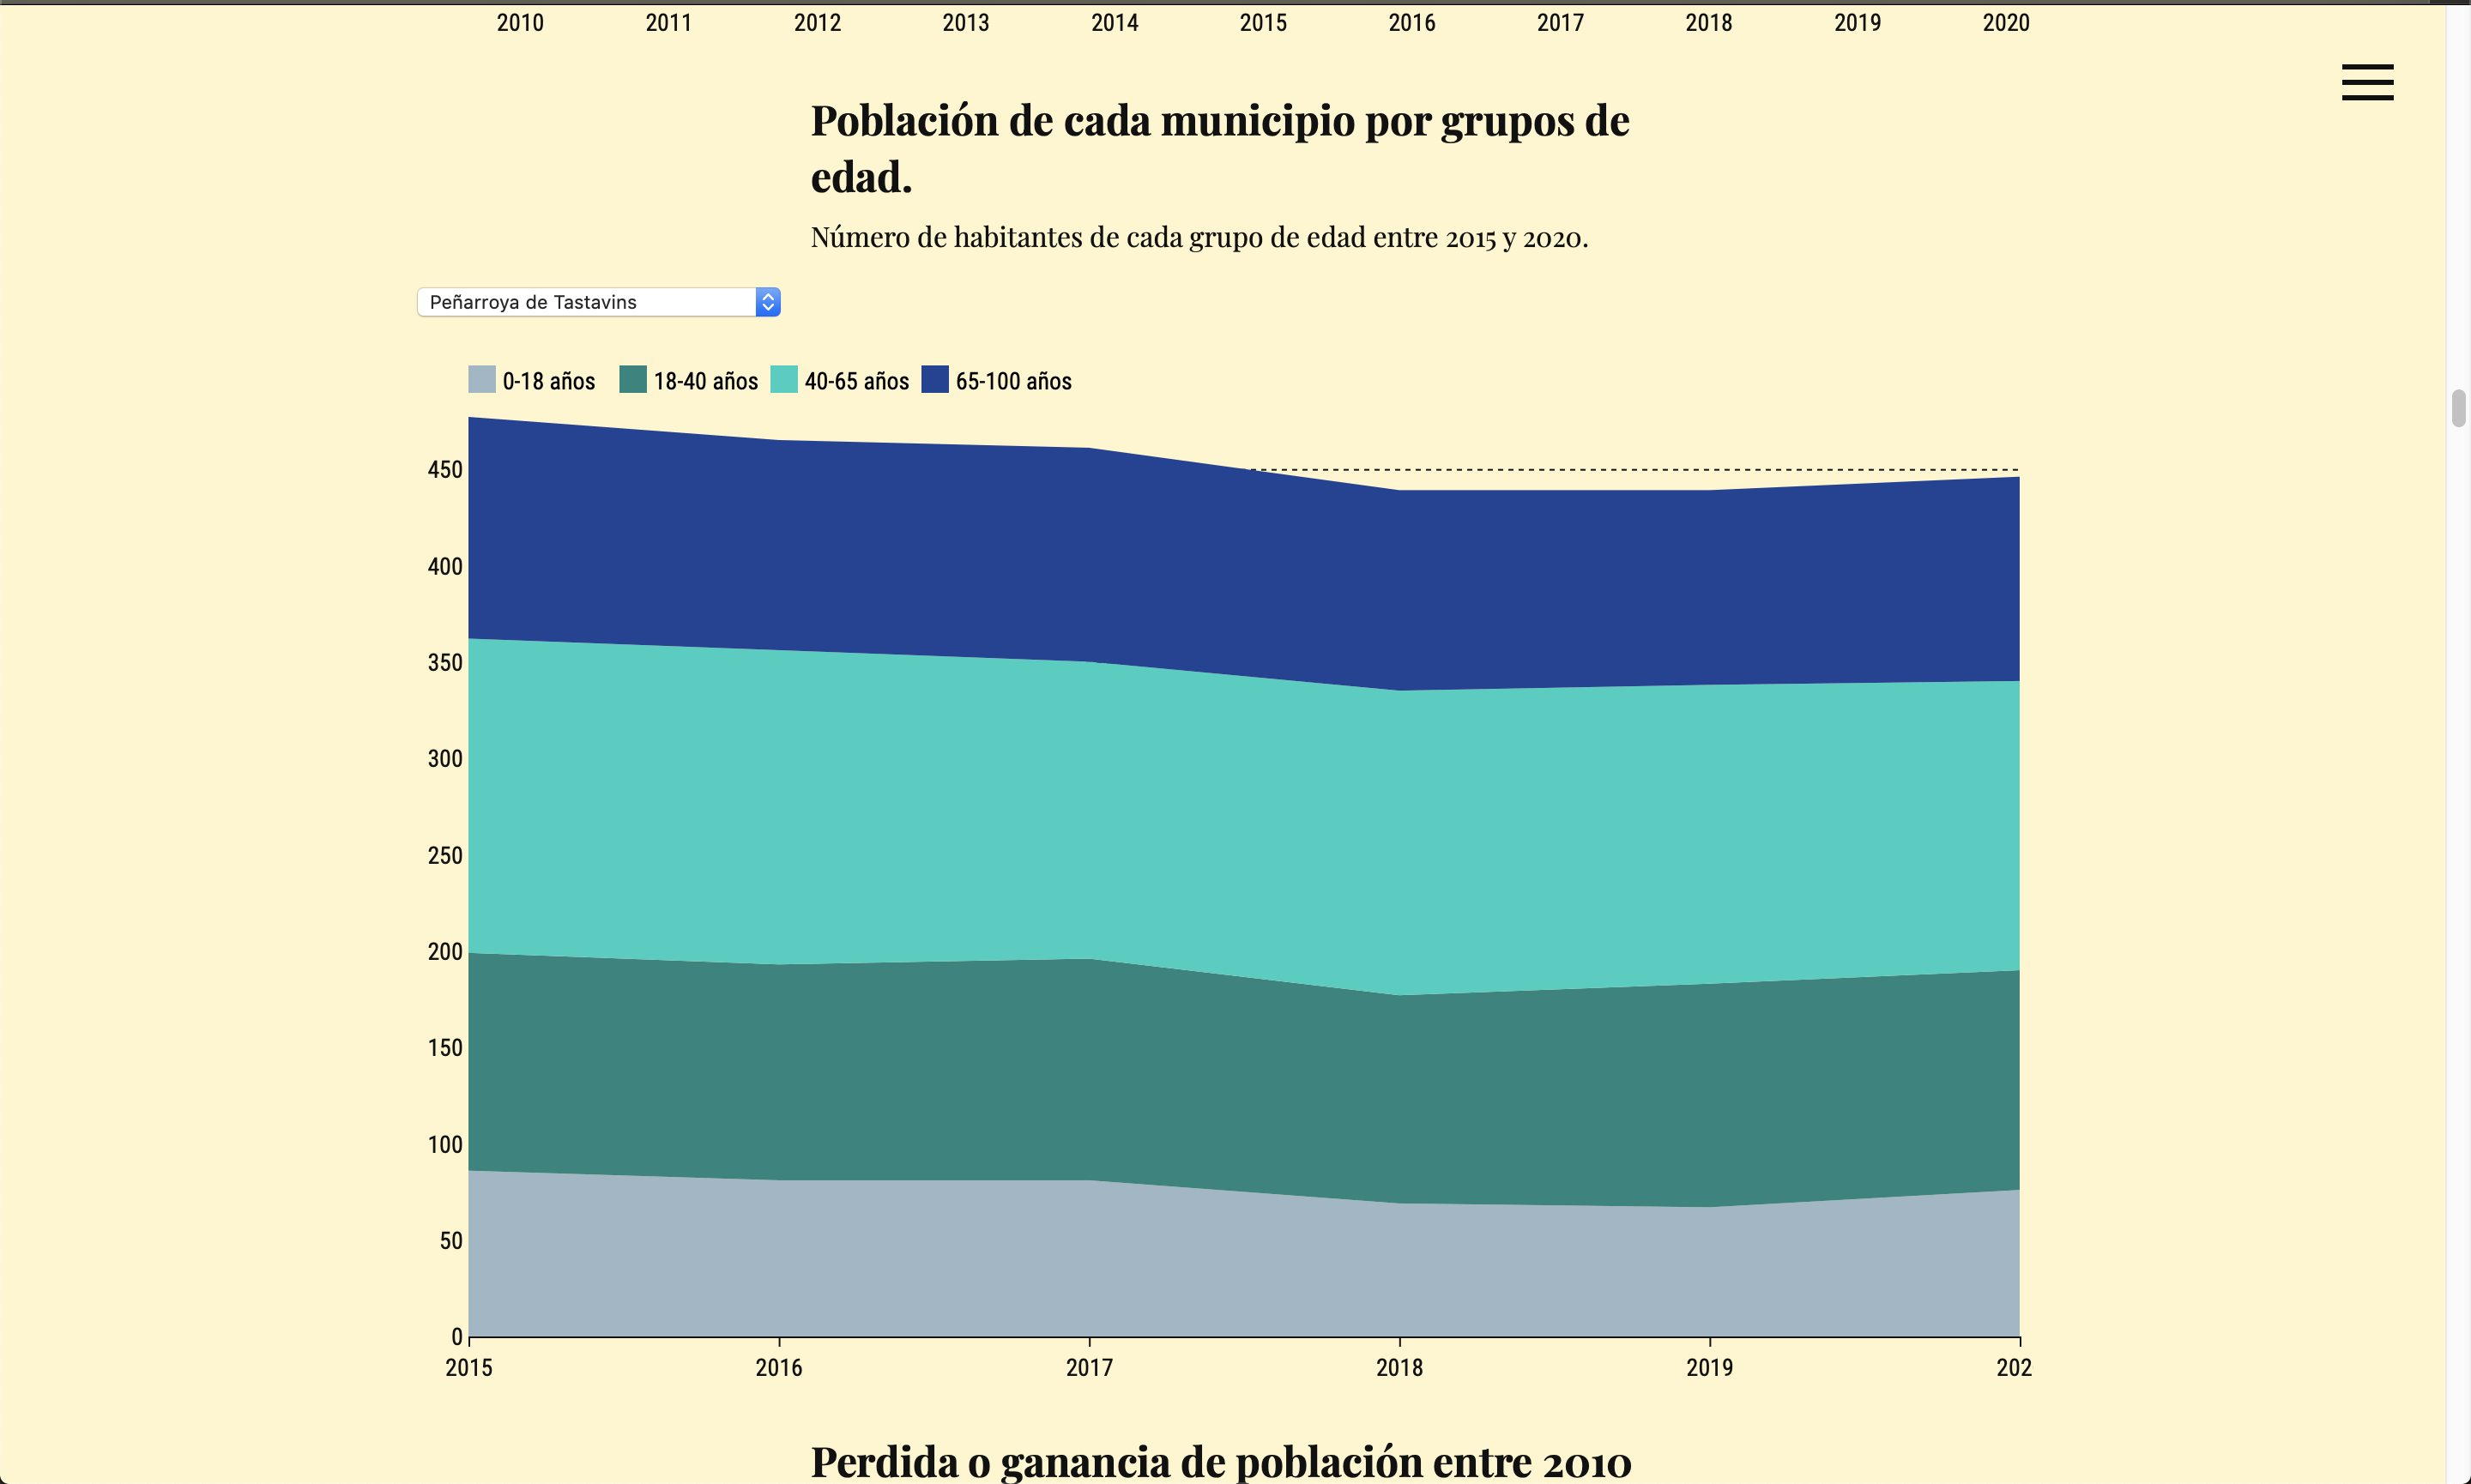 2010 2011 2012 2013 2014 2015 2016 2017 2018 2019 2020
Población de cada municipio por grupos de
edad.
Número de habitantes de cada grupo de edad entre 2015 y 2020.
Peñarroya de Tastavins
0-18 años 18-40 años 40-65 años 65-100 años
450
400
350
300
250
200
150
100
50
0
2015 2016 2017 2018 2019 202
Perdida o ganancia de población entre 2010